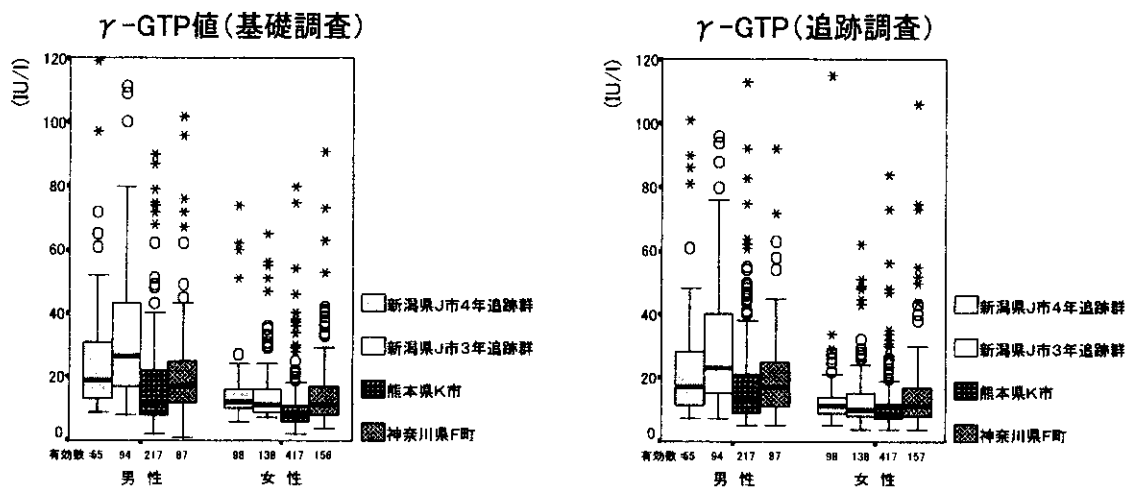 γ-GTP値(基礎調査)
(IU/l)
120
100
80
60
40
20
0
有効数 65 94 217 87 98 138 417 156
男 性 女 性
新潟県J市4年追跡群
新潟県J市3年追跡群
熊本県K市
神奈川県F町
γ-GTP(追跡調査)
(IU/l)
120
100
80
60
40
20
0
有効数 65 94 217 87 98 138 417 157
男 性 女 性
新潟県J市4年追跡群
新潟県J市3年追跡群
熊本県K市
神奈川県F町